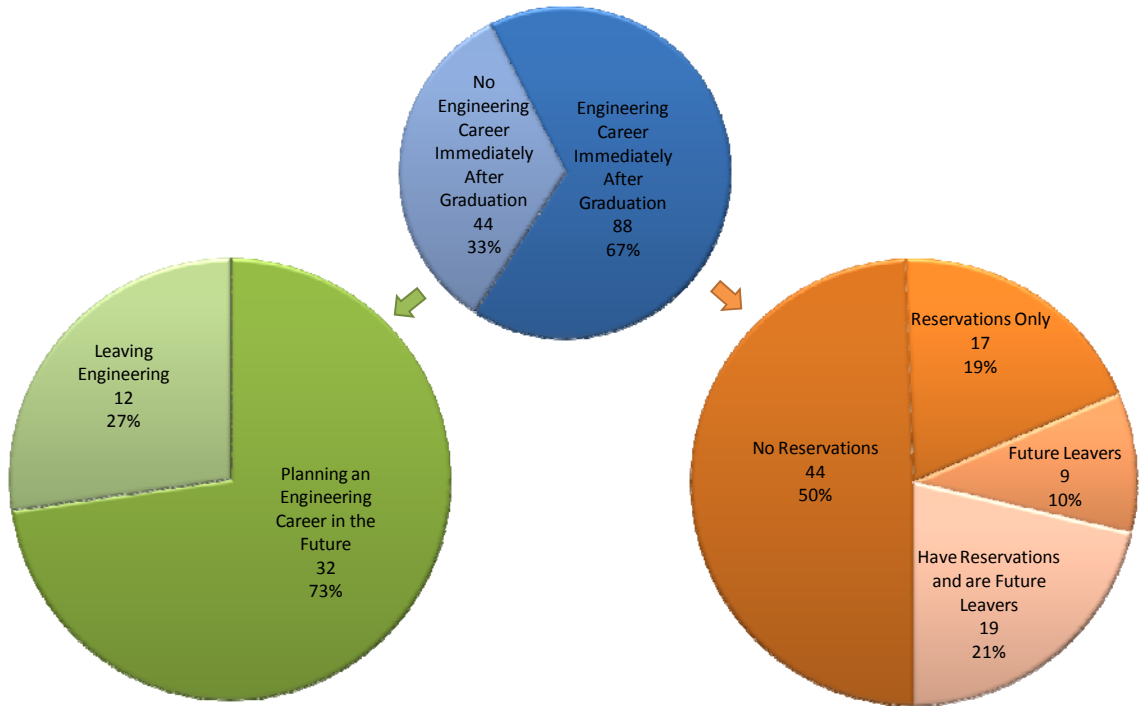 No
Engineering
Career
Immediately
After
Graduation
44
33%
Engineering
Career
Immediately
After
Graduation
88
67%
Leaving
Engineering
12
27%
Planning an
Engineering
Career in the
Future
32
73%
No Reservations
44
50%
Reservations Only
17
19%
Future Leavers
9
10%
Have Reservations
and are Future
Leavers
19
21%